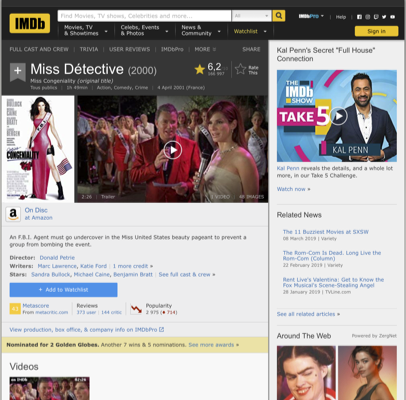 IMDb
Find Movies, TV shows, Celebrities and more...
All
Movies, TV
& Showtimes
Celebs, Events
& Photos
News &
Community
Watchlist
IMDbPro
Help
Sign in
FULL CAST AND CREW | TRIVIA | USER REVIEWS | IMDbPro | MORE
SHARE
Miss Détective (2000)
Miss Congeniality (original title)
Tous publics | 1h 49min | Action, Comedy, Crime | 4 April 2001 (France)
6,2
Rate
This
SANDRA
BULLOCK
CONGENIALITY
2:26 | Trailer
1 VIDEO
IMAGES
On Disc
at Amazon
An F.B.I. Agent must go undercover in the Miss United States beauty pageant to prevent a
group from bombing the event.
Director: Donald Petrie
Writers: Marc Lawrence, Katie Ford | 1 more credit »
Stars: Sandra Bullock, Michael Caine, Benjamin Bratt | See full cast & crew »
+ Add to Watchlist
Metascore
From metacritic.com
Reviews
373 user | 144 critic
Popularity
2 975 (714)
View production, box office, & company info on IMDbPro
Nominated for 2 Golden Globes. Another 7 wins & 5 nominations. See more awards »
Videos
Kal Penn's Secret "Full House"
Connection
THE
IMDb
SHOW
TAKE 5
KAL PENN
Kal Penn reveals the details, and a whole lot
more, in our Take 5 Challenge.
Watch now »
Related News
The 11 Buzziest Movies at SXSW
08 March 2019 | Variety
The Rom-Com Is Dead. Long Live the
Rom-Com (Column)
22 February 2019 | Variety
Rent Live's Valentina: Get to Know the
Fox Musical's Scene-Stealing Angel
28 January 2019 | TVLine.com
See all related articles »
Around The Web
Powered by ZergNet